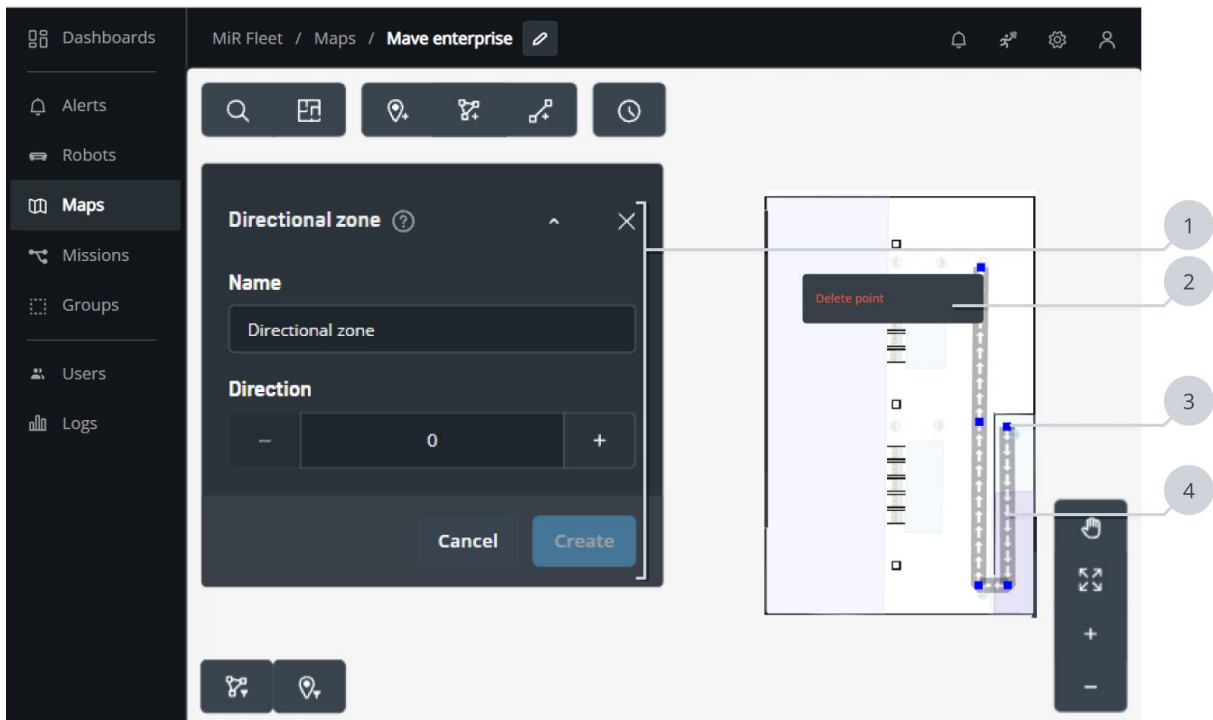 Dashboards
MiR Fleet / Maps / Mave enterprise
Alerts
Robots
Maps
Missions
Groups
Users
Logs
Directional zone ?
Name
Directional zone
Direction
− 0 +
Cancel Create
Delete point
1
2
3
4
+
−